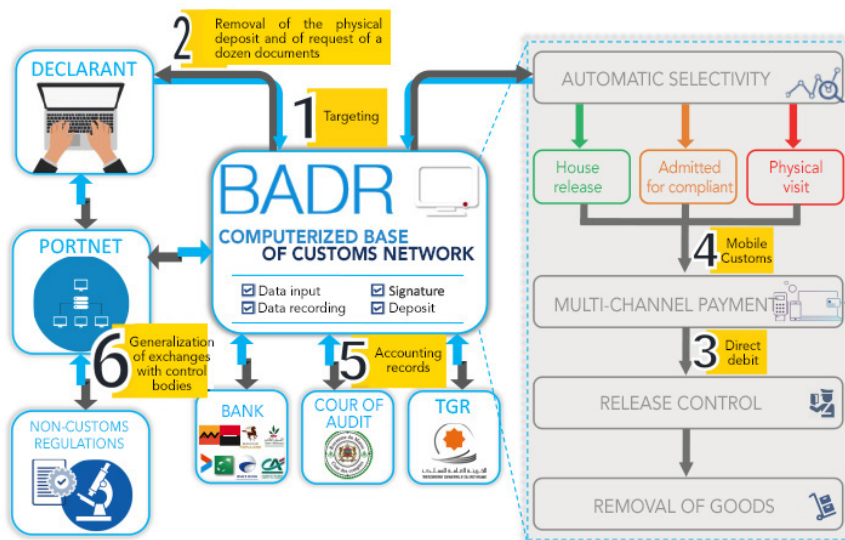 2
Removal of the physical
deposit and of request of a
dozen documents
DECLARANT
1
Targeting
BADR
COMPUTERIZED BASE
OF CUSTOMS NETWORK
Data input
Signature
Data recording
Deposit
PORTNET
6
Generalization
of exchanges
with control
bodies
5
Accounting
records
NON-CUSTOMS
REGULATIONS
BANK
COUR OF
AUDIT
TGR
الخزينة العامة للمملكة
AUTOMATIC SELECTIVITY
House
release
Admitted
for compliant
Physical
visit
4
Mobile
Customs
MULTI-CHANNEL PAYMENT
3
Direct
debit
RELEASE CONTROL
REMOVAL OF GOODS